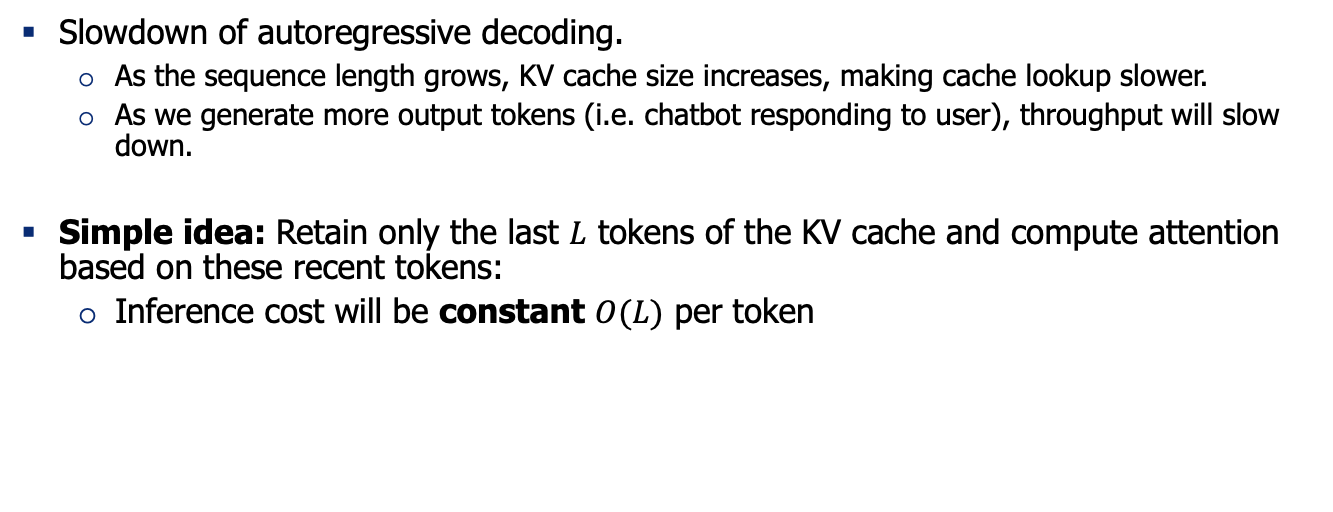 ▪ Slowdown of autoregressive decoding.
o As the sequence length grows, KV cache size increases, making cache lookup slower.
o As we generate more output tokens (i.e. chatbot responding to user), throughput will slow
down.
▪ Simple idea: Retain only the last L tokens of the KV cache and compute attention
based on these recent tokens:
o Inference cost will be constant O(L) per token